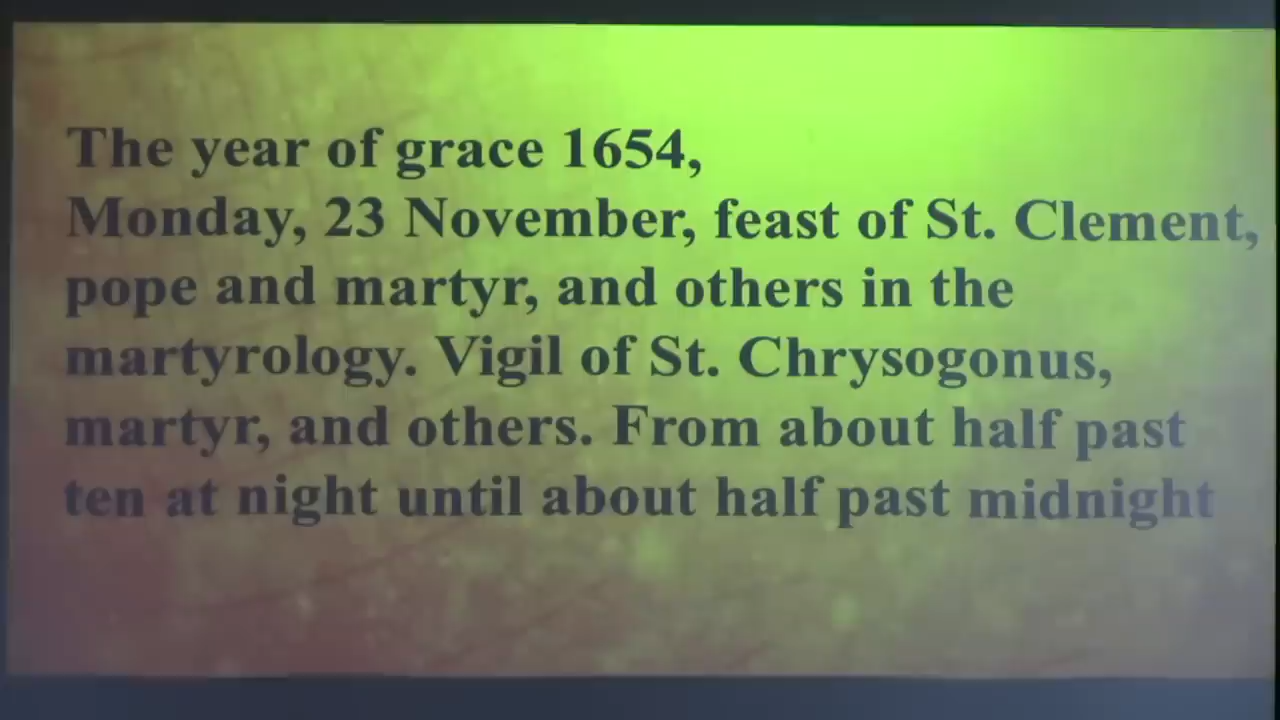 The year of grace 1654,
Monday, 23 November, feast of St. Clement,
pope and martyr, and others in the
martyrology. Vigil of St. Chrysogonus,
martyr, and others. From about half past
ten at night until about half past midnight